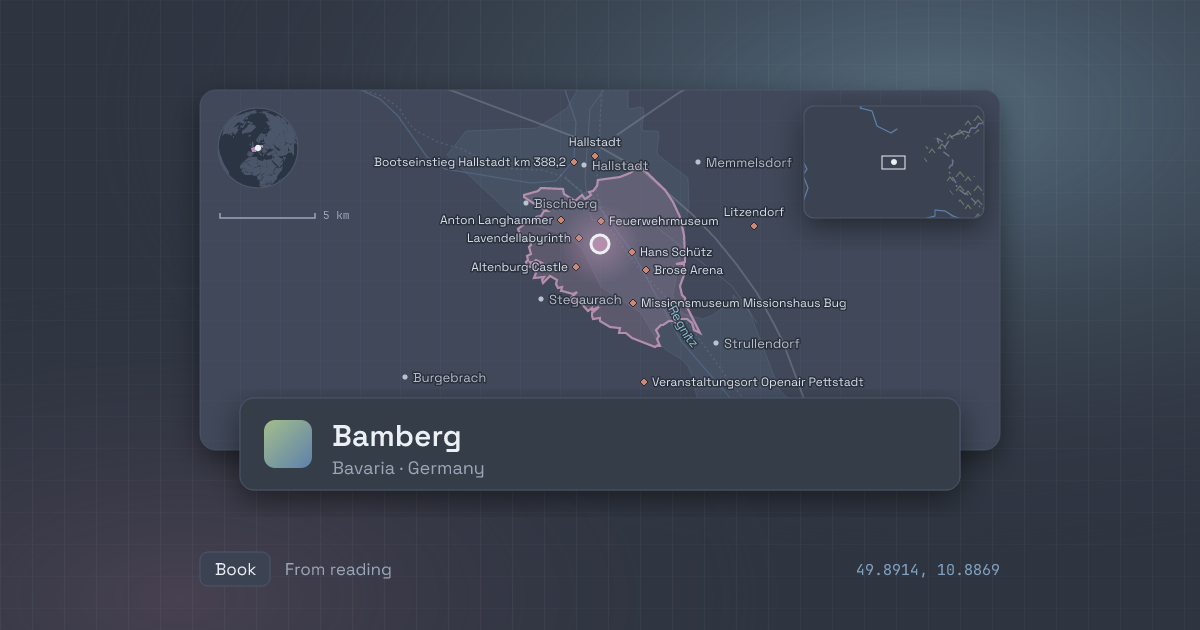 Hallstadt
Bootseinstieg Hallstadt km 388,2
Hallstadt
Memmelsdorf
Bischberg
Litzendorf
5 km
Anton Langhammer
Feuerwehrmuseum
Lavendellabyrinth
Hans Schütz
Altenburg Castle
Brose Arena
Stegaurach
Missionsmuseum Missionshaus Bug
Regnitz
Strullendorf
Burgebrach
Veranstaltungsort Openair Pettstadt
Bamberg
Bavaria · Germany
Book
From reading
49.8914, 10.8869